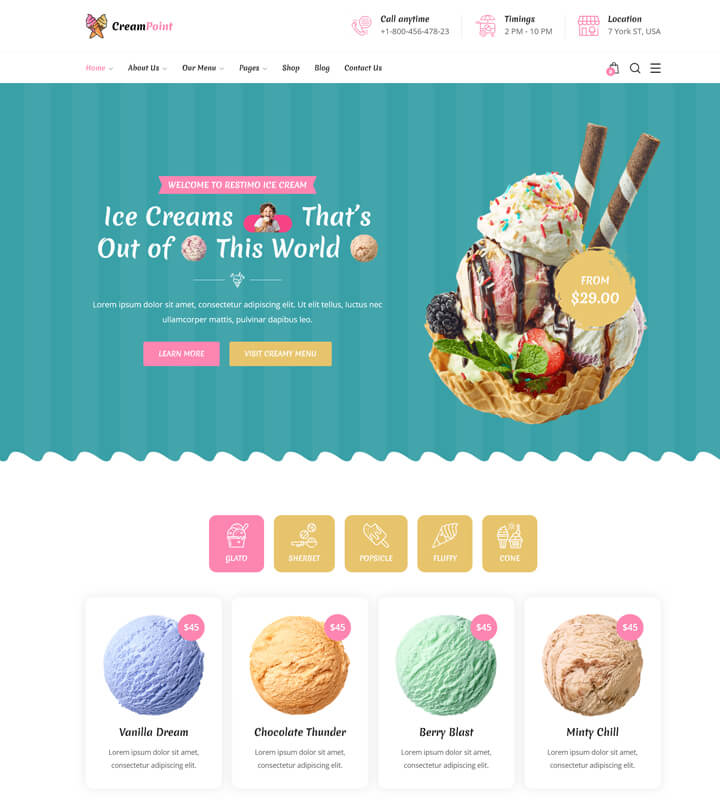 CreamPoint
Call anytime
+1-800-456-478-23
Timings
2 PM - 10 PM
Location
7 York ST, USA
Home
About Us
Our Menu
Pages
Shop
Blog
Contact Us
0
WELCOME TO RESTIMO ICE CREAM
Ice Creams That's
Out of This World
Lorem ipsum dolor sit amet, consectetur adipiscing elit. Ut elit tellus, luctus nec
ullamcorper mattis, pulvinar dapibus leo.
LEARN MORE
VISIT CREAMY MENU
FROM
$29.00
GLATO
SHERBET
POPSICLE
FLUFFY
CONE
$45
Vanilla Dream
Lorem ipsum dolor sit amet,
consectetur adipiscing elit.
$45
Chocolate Thunder
Lorem ipsum dolor sit amet,
consectetur adipiscing elit.
$45
Berry Blast
Lorem ipsum dolor sit amet,
consectetur adipiscing elit.
$45
Minty Chill
Lorem ipsum dolor sit amet,
consectetur adipiscing elit.